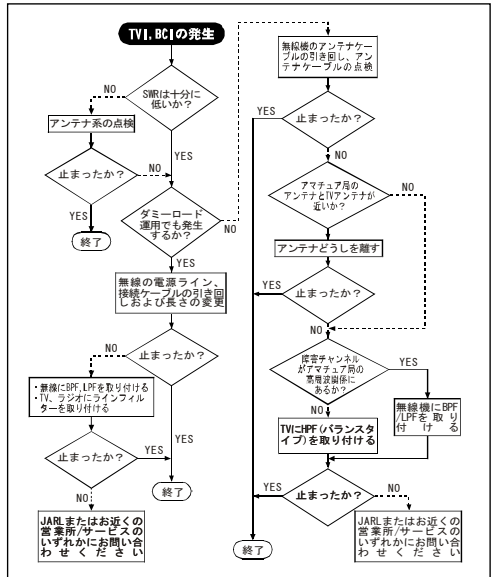 TVI, BCIの発生
SWRは十分に
低いか?
NO
アンテナ系の点検
YES
止まったか?
NO
YES
終了
ダミーロード
運用でも発生
するか?
NO
YES
無線の電源ライン、
接続ケーブルの引き回
しおよび長さの変更
止まったか?
NO
YES
・無線にBPF,LPFを取り付ける
・TV、ラジオにラインフィ
ルターを取り付ける
止まったか?
YES
終了
NO
JARLまたはお近くの
営業所/サービスの
いずれかにお問い合
わせください
無線機のアンテナケー
ブルの引き回し、アン
テナケーブルの点検
止まったか?
YES
NO
アマチュア局の
アンテナとTVアンテナが
近いか?
NO
YES
アンテナどうしを離す
止まったか?
YES
NO
障害チャンネル
がアマチュア局の
高周波関係に
あるか?
YES
NO
無線機にBPF
/LPFを取り
付ける
TVにHPF(バランスタ
イプ)を取り付ける
止まったか?
YES
NO
終了
JARLまたはお近くの
営業所/サービスの
いずれかにお問い合
わせください